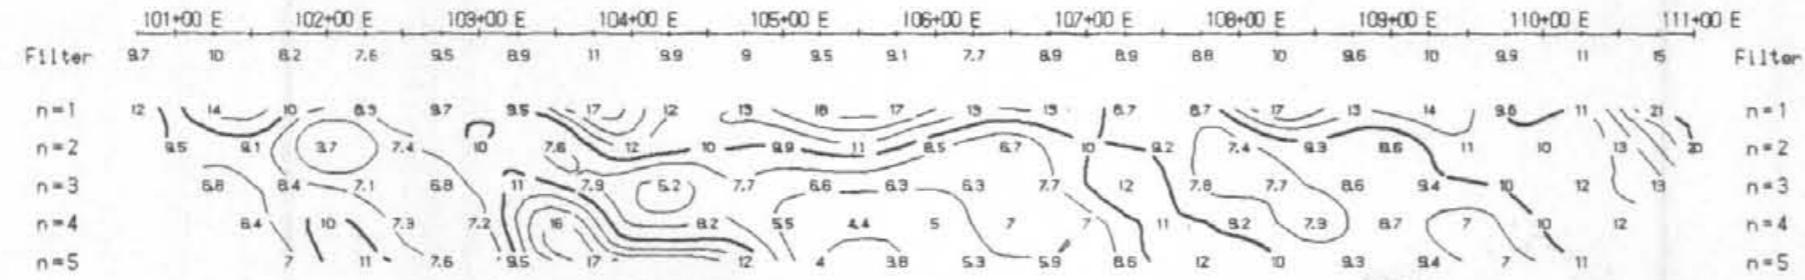 101+00 E 102+00 E 103+00 E 104+00 E 105+00 E 106+00 E 107+00 E 108+00 E 109+00 E 110+00 E 111+00 E
Filter 9.7 10 8.2 7.6 9.5 8.9 11 9.9 9 9.5 9.1 7.7 8.9 8.9 8.8 10 9.6 10 9.9 11 15 Filter
n=1 12 14 10 8.3 9.7 9.5 17 12 13 18 17 13 13 8.7 8.7 17 13 14 9.6 11 21 n=1
n=2 9.5 9.1 3.7 7.4 10 7.6 12 10 9.9 11 8.5 6.7 10 9.2 7.4 9.3 8.6 11 10 13 20 n=2
n=3 6.8 8.4 7.1 6.8 11 7.9 5.2 7.7 6.6 6.3 6.3 7.7 12 7.8 7.7 8.6 9.4 10 12 13 n=3
n=4 6.4 10 7.3 7.2 16 8.2 5.5 4.4 5 7 7 11 9.2 7.9 8.7 7 10 12 n=4
n=5 7 11 7.6 9.5 17 12 4 3.8 5.3 5.9 8.6 12 10 9.3 9.4 7 11 n=5